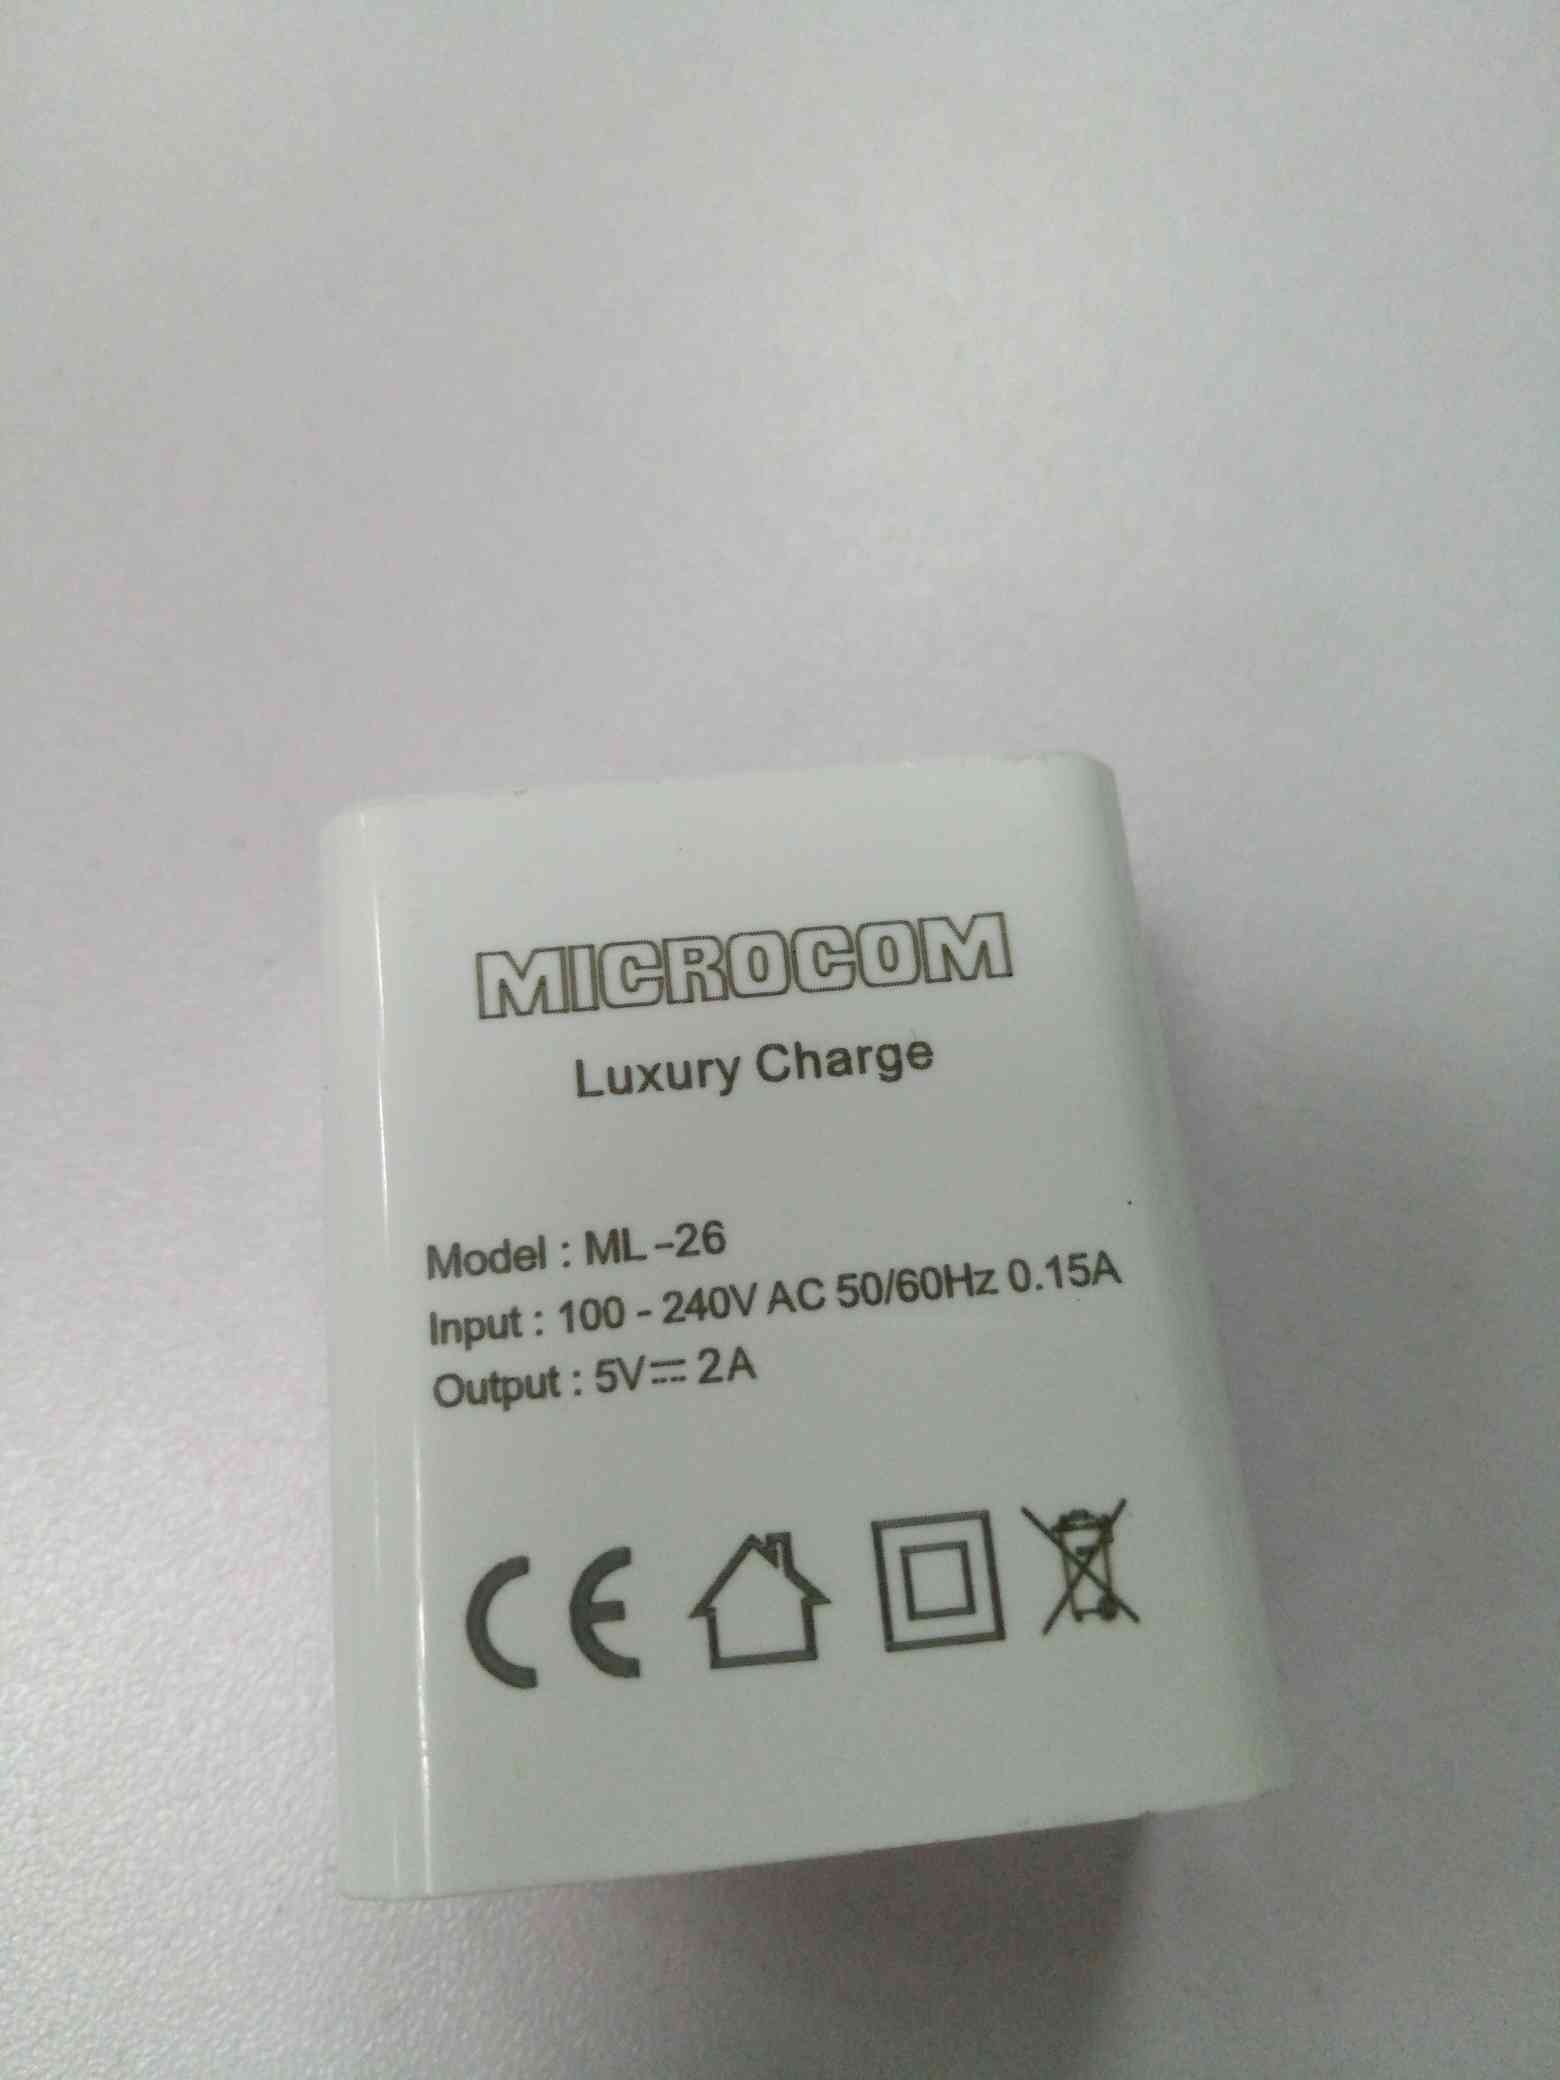 MICROCOM
Luxury Charge
Model : ML-26
Input : 100 - 240V AC 50/60Hz 0.15A
Output : 5V⎓2A
CE